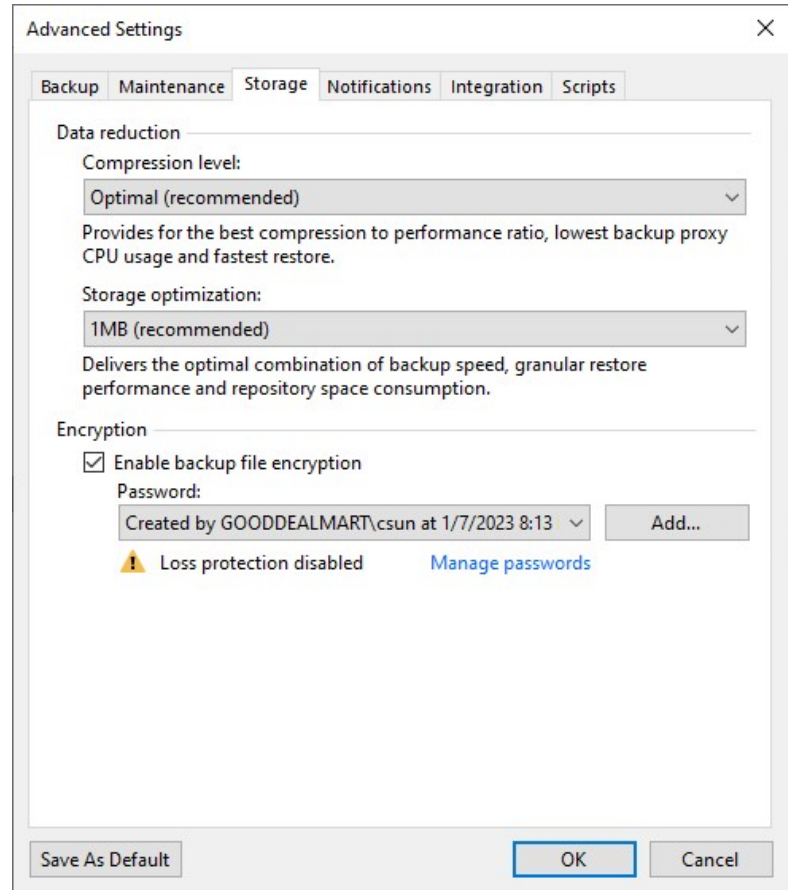 Advanced Settings
Backup Maintenance Storage Notifications Integration Scripts
Data reduction
Compression level:
Optimal (recommended)
Provides for the best compression to performance ratio, lowest backup proxy
CPU usage and fastest restore.
Storage optimization:
1MB (recommended)
Delivers the optimal combination of backup speed, granular restore
performance and repository space consumption.
Encryption
Enable backup file encryption
Password:
Created by GOODDEALMART\csun at 1/7/2023 8:13 Add...
Loss protection disabled Manage passwords
Save As Default OK Cancel